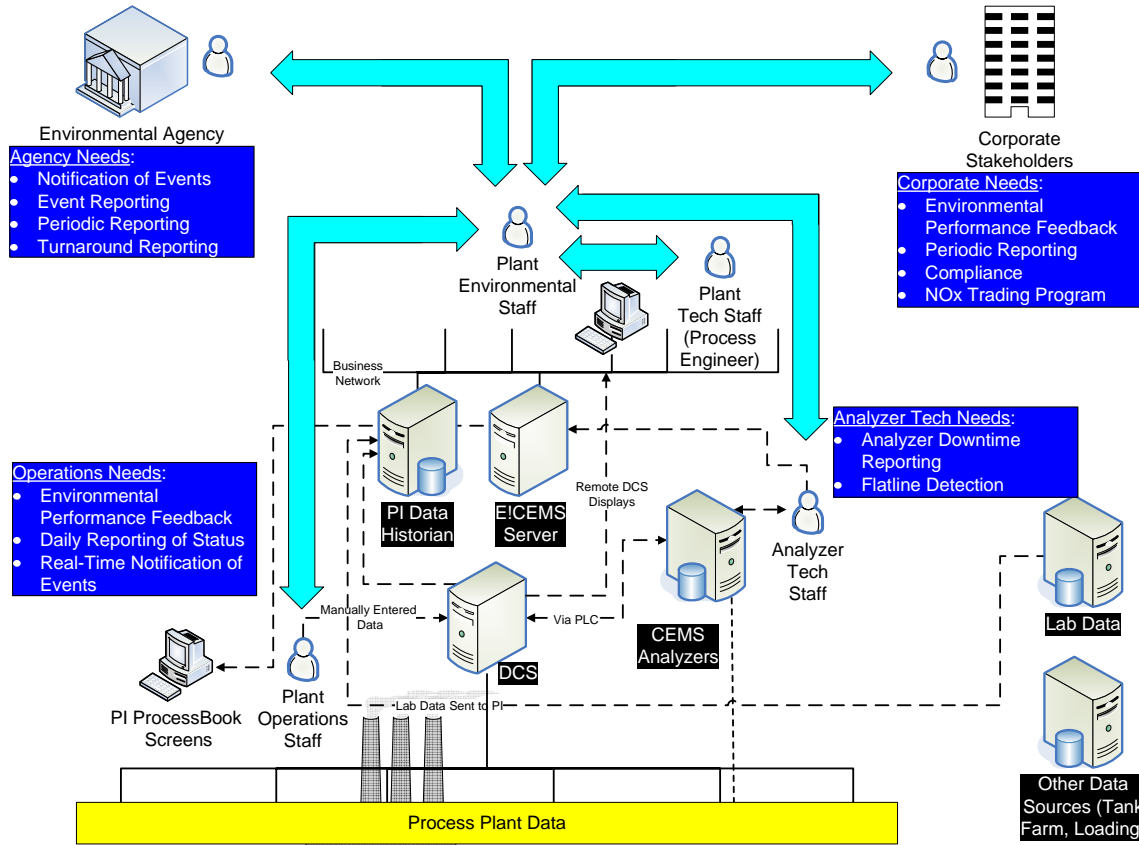 Environmental Agency
Agency Needs:
• Notification of Events
• Event Reporting
• Periodic Reporting
• Turnaround Reporting
Corporate
Stakeholders
Corporate Needs:
• Environmental
Performance Feedback
• Periodic Reporting
• Compliance
• NOx Trading Program
Plant
Environmental
Staff
Plant
Tech Staff
(Process
Engineer)
Business
Network
Analyzer Tech Needs:
• Analyzer Downtime
Reporting
• Flatline Detection
Operations Needs:
• Environmental
Performance Feedback
• Daily Reporting of Status
• Real-Time Notification of
Events
PI Data
Historian
E!CEMS
Server
Remote DCS
Displays
Analyzer
Tech
Staff
Manually Entered
Data
Via PLC
CEMS
Analyzers
Lab Data
DCS
PI ProcessBook
Screens
Plant
Operations
Staff
Lab Data Sent to PI
Other Data
Sources (Tank
Farm, Loading
Process Plant Data